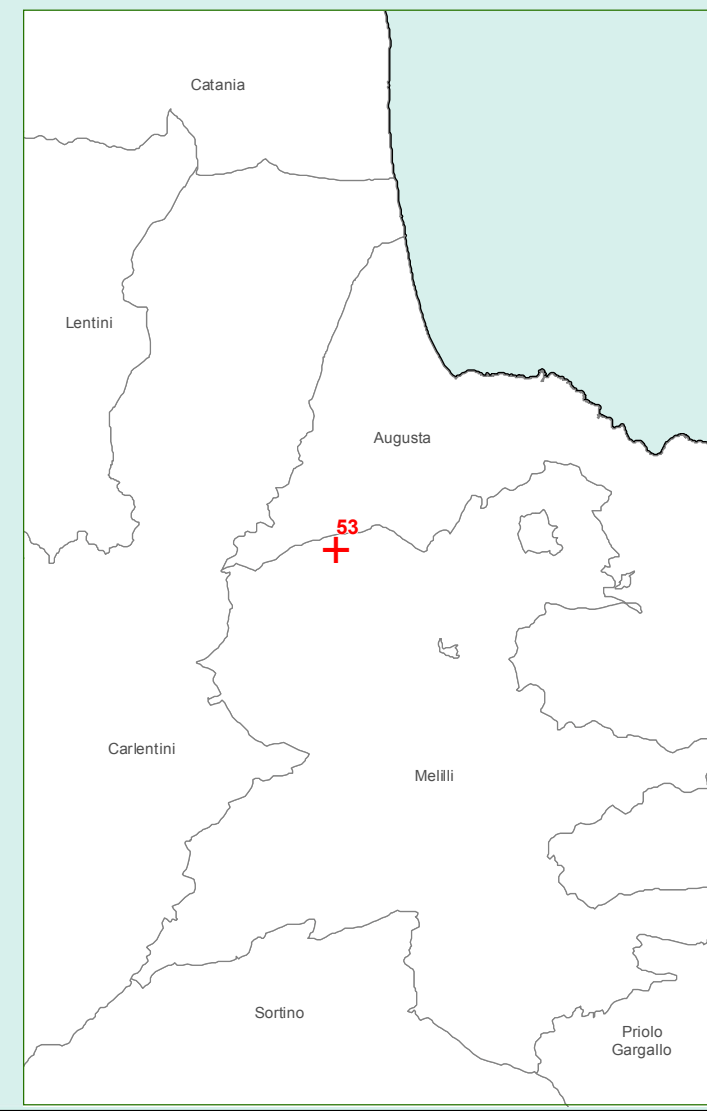 Catania
Lentini
Augusta
53
Carlentini
Melilli
Sortino
Priolo
Gargallo